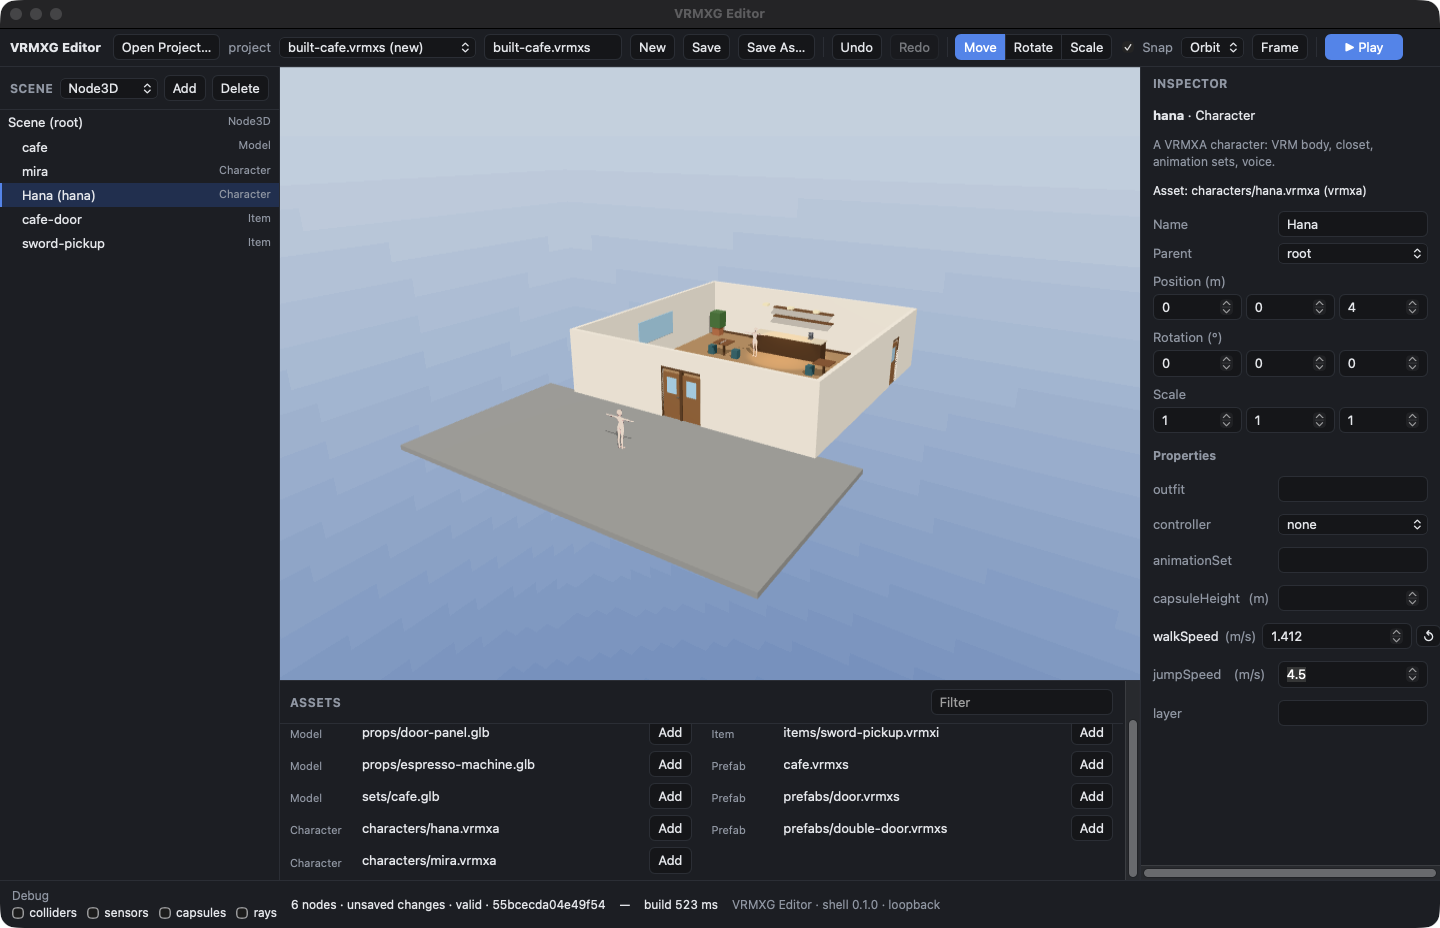 VRMXG Editor
VRMXG Editor Open Project... project built-cafe.vrmxs (new) built-cafe.vrmxs New Save Save As... Undo Redo Move Rotate Scale ✓ Snap Orbit Frame ▶ Play
SCENE Node3D Add Delete
Scene (root) Node3D
cafe Model
mira Character
Hana (hana) Character
cafe-door Item
sword-pickup Item
INSPECTOR
hana · Character
A VRMXA character: VRM body, closet,
animation sets, voice.
Asset: characters/hana.vrmxa (vrmxa)
Name Hana
Parent root
Position (m)
0 0 4
Rotation (°)
0 0 0
Scale
1 1 1
Properties
outfit
controller none
animationSet
capsuleHeight (m)
walkSpeed (m/s) 1.412
jumpSpeed (m/s) 4.5
layer
ASSETS Filter
Model props/door-panel.glb Add Item items/sword-pickup.vrmxi Add
Model props/espresso-machine.glb Add Prefab cafe.vrmxs Add
Model sets/cafe.glb Add Prefab prefabs/door.vrmxs Add
Character characters/hana.vrmxa Add Prefab prefabs/double-door.vrmxs Add
Character characters/mira.vrmxa Add
Debug
colliders sensors capsules rays 6 nodes · unsaved changes · valid · 55bcecda04e49f54 — build 523 ms VRMXG Editor · shell 0.1.0 · loopback